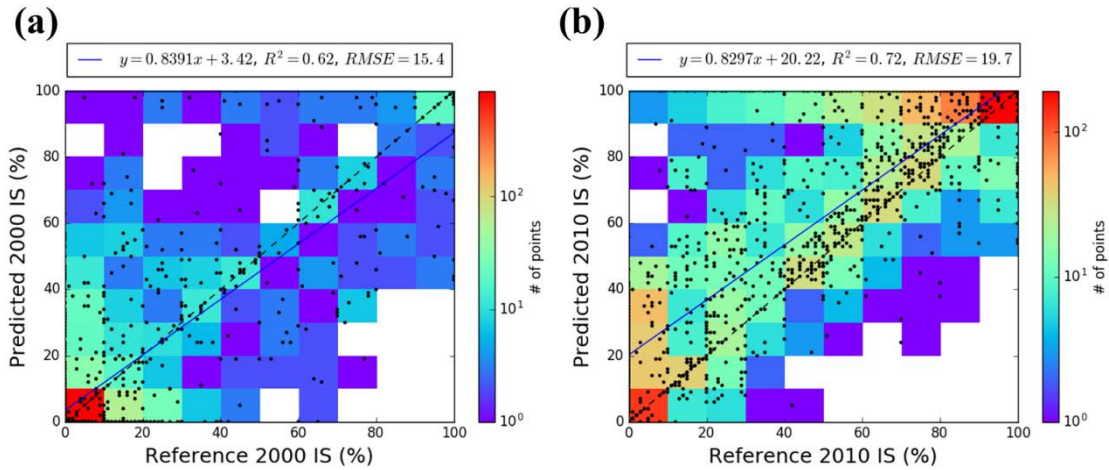 (a)
y = 0.8391x + 3.42, R² = 0.62, RMSE = 15.4
100
80
60
40
20
0
Predicted 2000 IS (%)
0 20 40 60 80 100
Reference 2000 IS (%)
10²
10¹
10⁰
# of points
(b)
y = 0.8297x + 20.22, R² = 0.72, RMSE = 19.7
100
80
60
40
20
0
Predicted 2010 IS (%)
0 20 40 60 80 100
Reference 2010 IS (%)
10²
10¹
10⁰
# of points